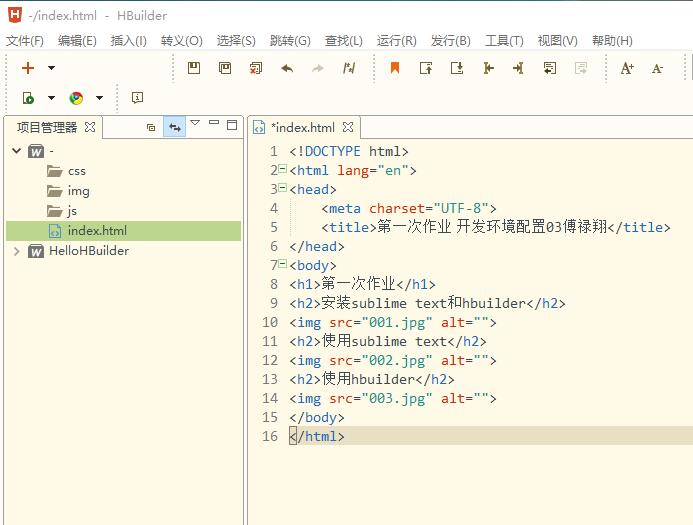 -/index.html - HBuilder
文件(F) 编辑(E) 插入(I) 转义(O) 选择(S) 跳转(G) 查找(L) 运行(R) 发行(B) 工具(T) 视图(V) 帮助(H)
项目管理器
-
css
img
js
index.html
HelloHBuilder
*index.html
1 <!DOCTYPE html>
2 <html lang="en">
3 <head>
4 <meta charset="UTF-8">
5 <title>第一次作业 开发环境配置03傅禄翔</title>
6 </head>
7 <body>
8 <h1>第一次作业</h1>
9 <h2>安装sublime text和hbuilder</h2>
10 <img src="001.jpg" alt="">
11 <h2>使用sublime text</h2>
12 <img src="002.jpg" alt="">
13 <h2>使用hbuilder</h2>
14 <img src="003.jpg" alt="">
15 </body>
16 </html>